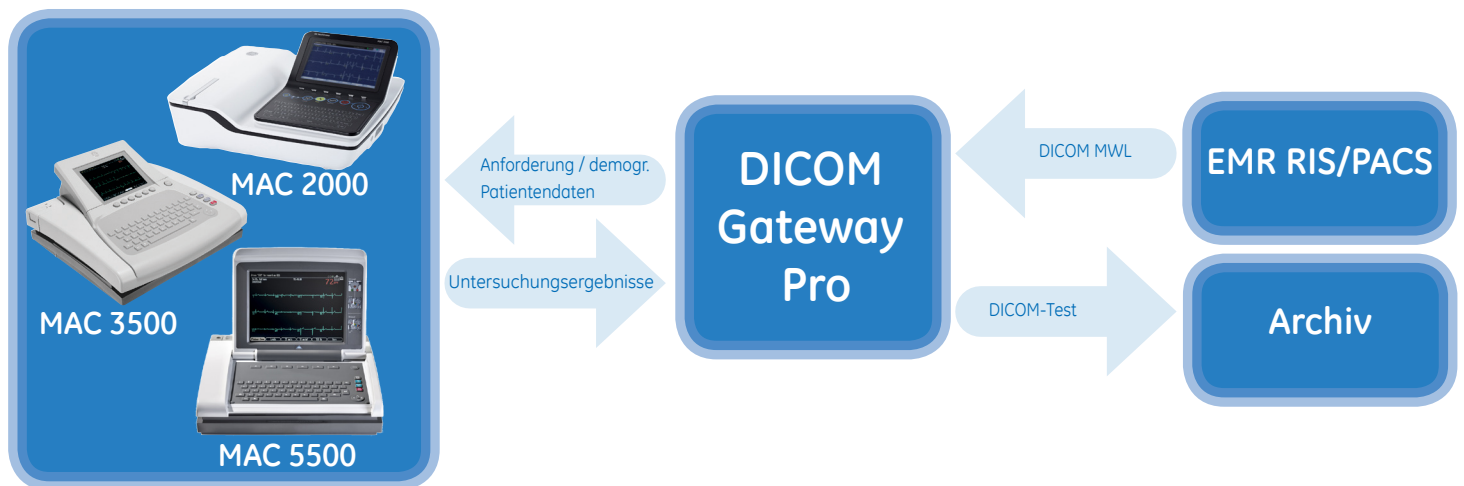 MAC 2000
MAC 3500
MAC 5500
Anforderung / demogr.
Patientendaten
Untersuchungsergebnisse
DICOM
Gateway
Pro
DICOM MWL
DICOM-Test
EMR RIS/PACS
Archiv